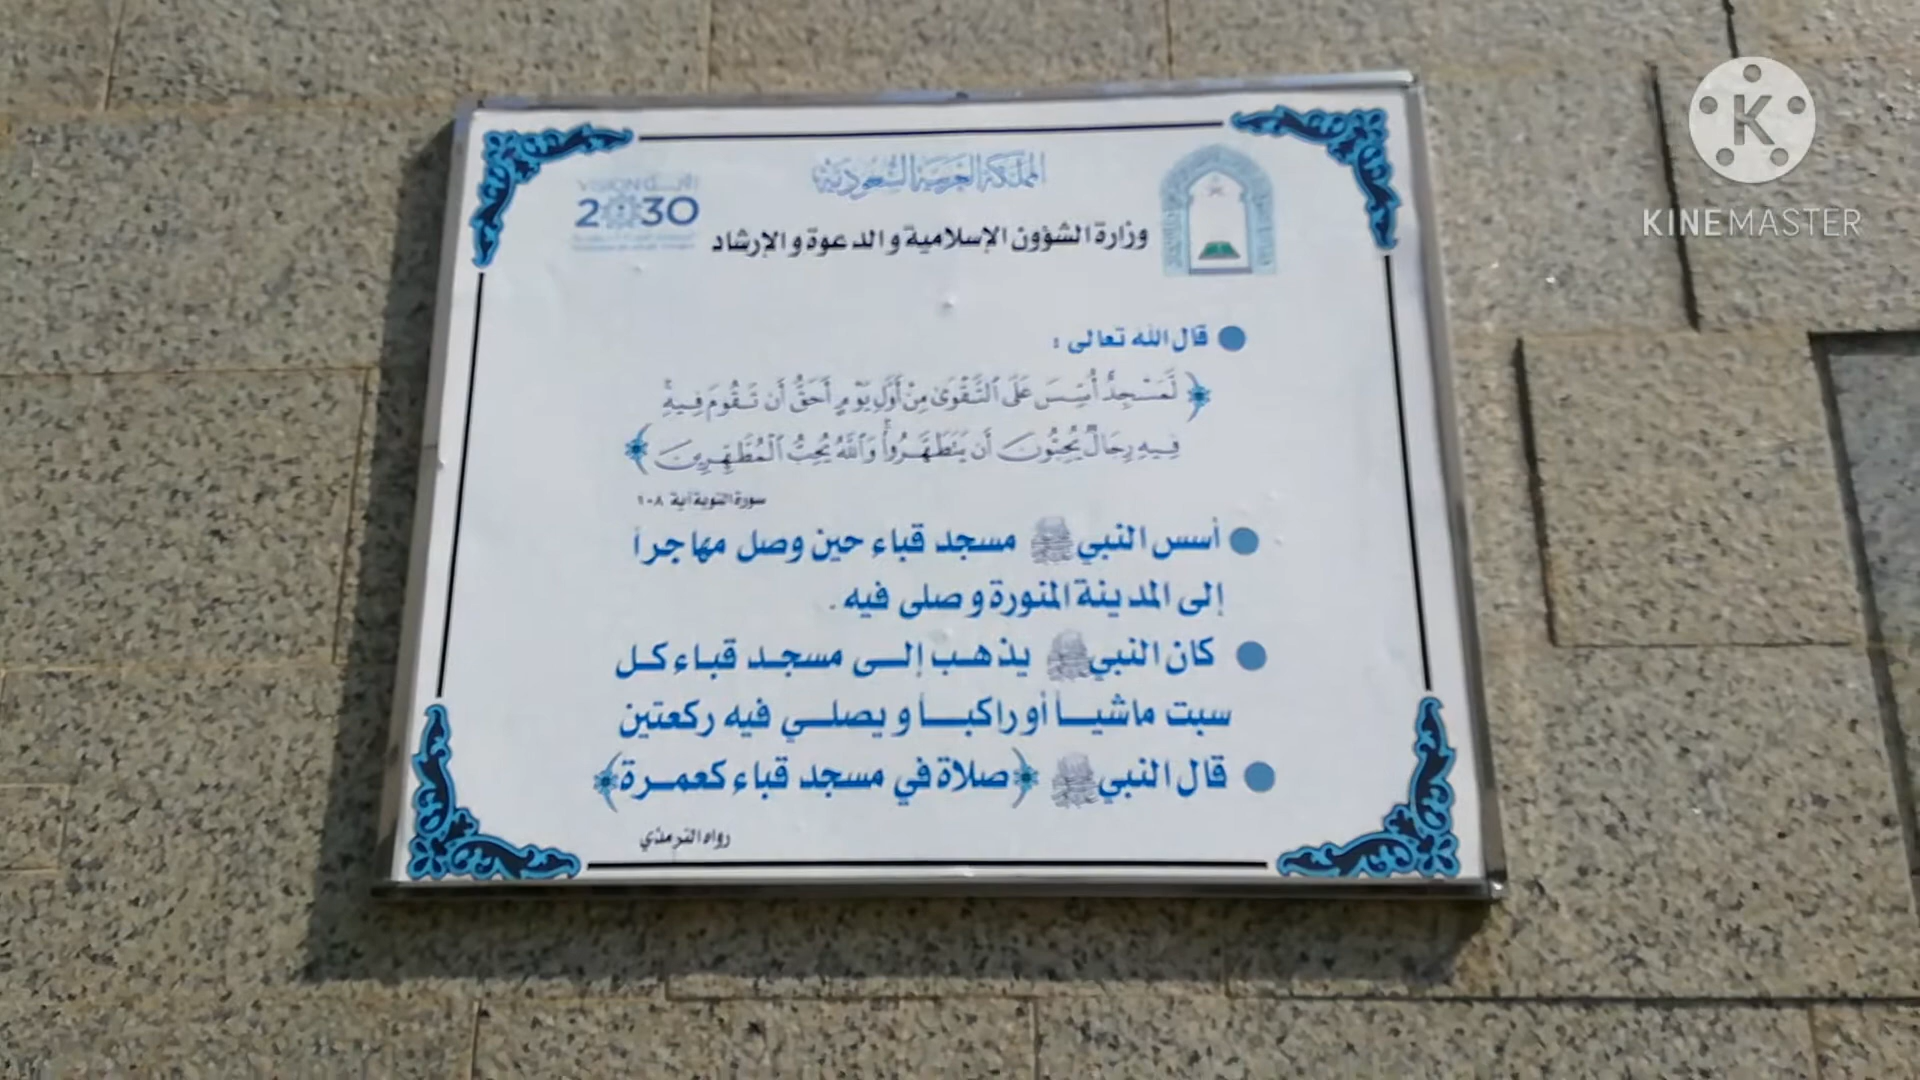 المملكة العربية السعودية
VISION رؤية
2030
وزارة الشؤون الإسلامية والدعوة والإرشاد
قال الله تعالى :
﴿ لَمَسْجِدٌ أُسِّسَ عَلَى التَّقْوَىٰ مِنْ أَوَّلِ يَوْمٍ أَحَقُّ أَن تَقُومَ فِيهِ ۚ
فِيهِ رِجَالٌ يُحِبُّونَ أَن يَتَطَهَّرُوا ۚ وَاللَّهُ يُحِبُّ الْمُطَّهِّرِينَ ﴾
سورة التوبة آية ١٠٨
أسس النبي ﷺ مسجد قباء حين وصل مهاجراً
إلى المدينة المنورة وصلى فيه .
كان النبي ﷺ يذهب إلى مسجد قباء كل
سبت ماشياً أو راكباً و يصلي فيه ركعتين
قال النبي ﷺ ﴿صلاة في مسجد قباء كعمرة﴾
رواه الترمذي
KINEMASTER